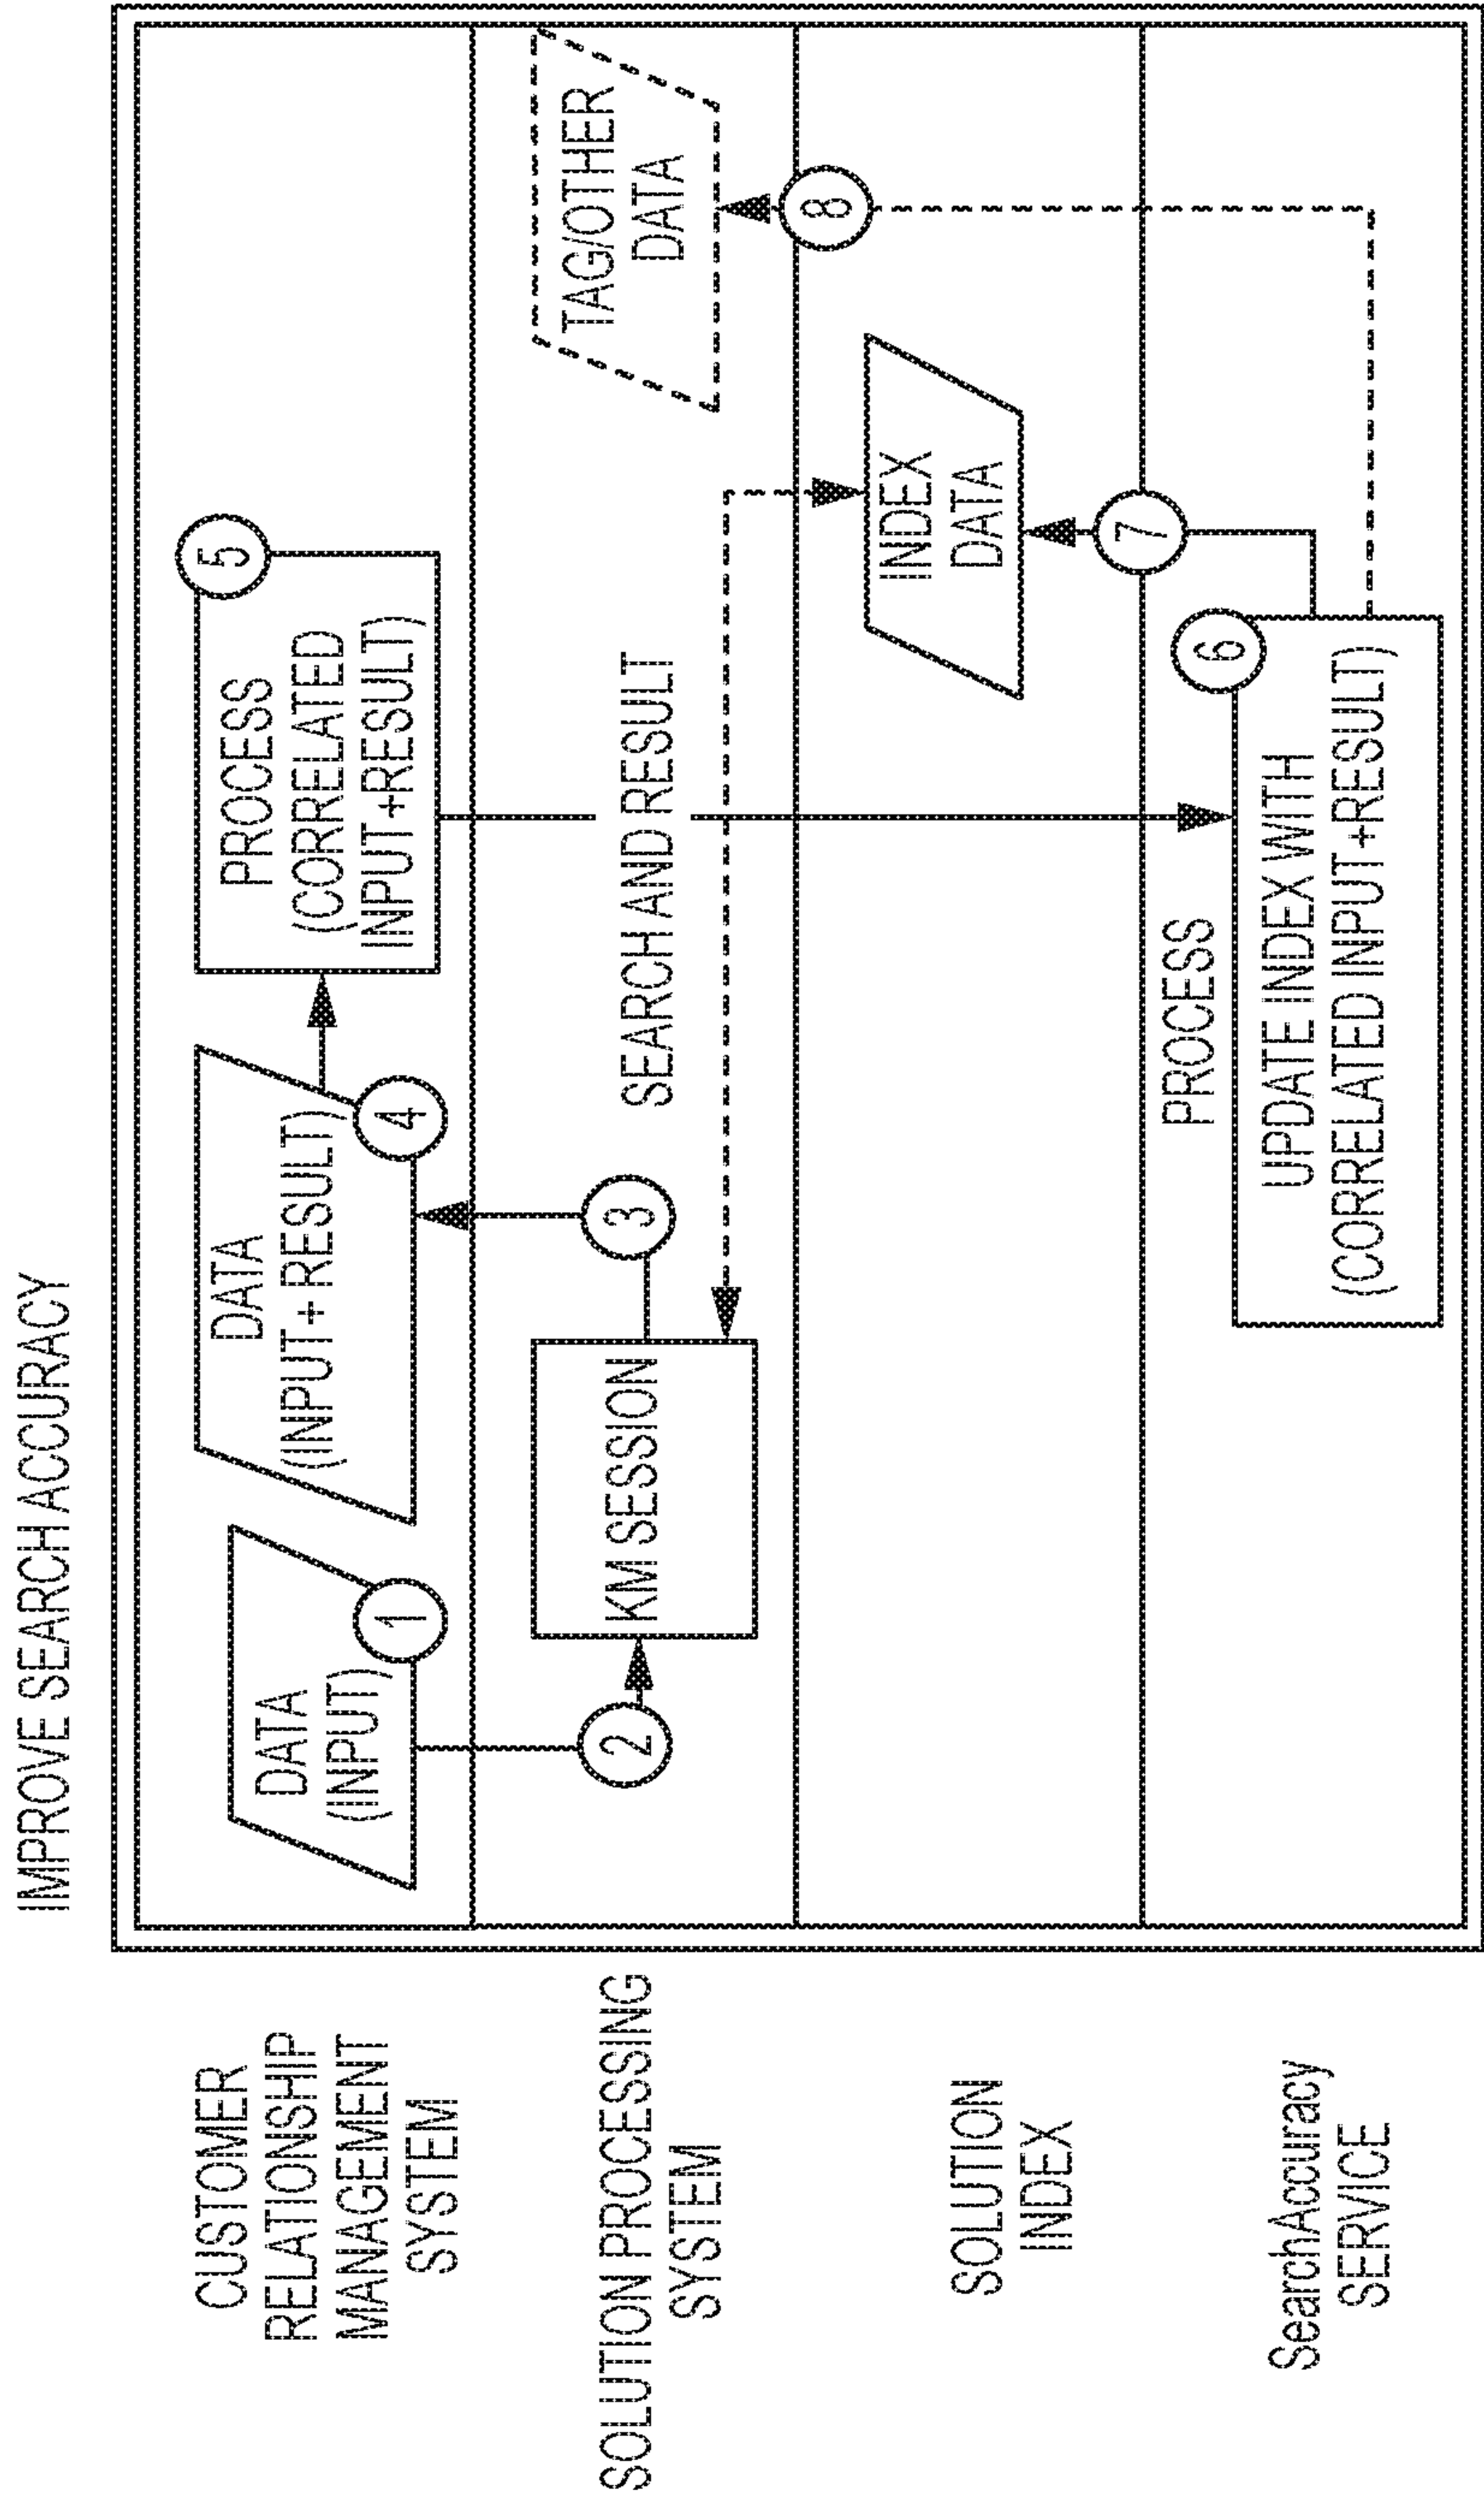 IMPROVE SEARCH ACCURACY
CUSTOMER
RELATIONSHIP
MANAGEMENT
SYSTEM
DATA
(INPUT)
1
DATA
(INPUT+ RESULT)
4
PROCESS
(CORRELATED
INPUT+RESULT)
5
SOLUTION PROCESSING
SYSTEM
2
KM SESSION
3
SEARCH AND RESULT
TAG/OTHER
DATA
8
SOLUTION
INDEX
INDEX
DATA
7
SearchAccuracy
SERVICE
PROCESS
6
UPDATE INDEX WITH
(CORRELATED INPUT+RESULT)